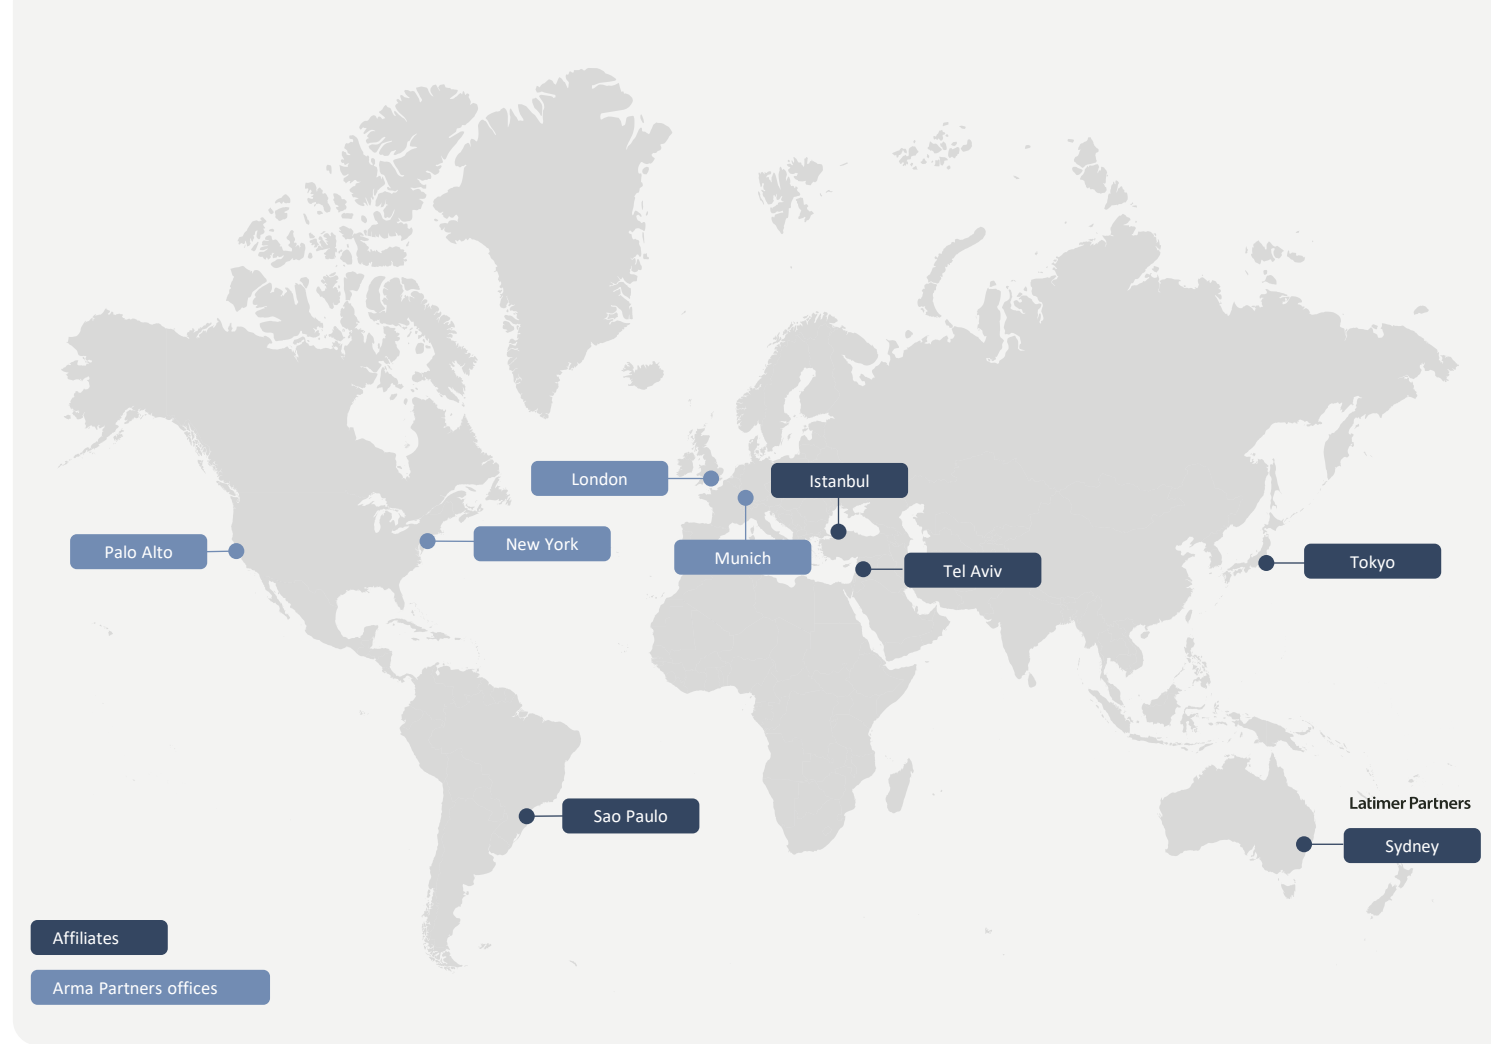 London
Istanbul
Palo Alto
New York
Munich
Tel Aviv
Tokyo
Sao Paulo
Latimer Partners
Sydney
Affiliates
Arma Partners offices